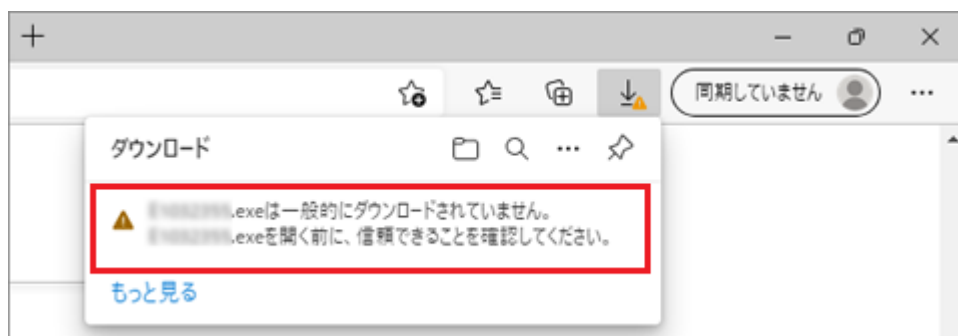 同期していません
ダウンロード
.exeは一般的にダウンロードされていません。
.exeを開く前に、信頼できることを確認してください。
もっと見る